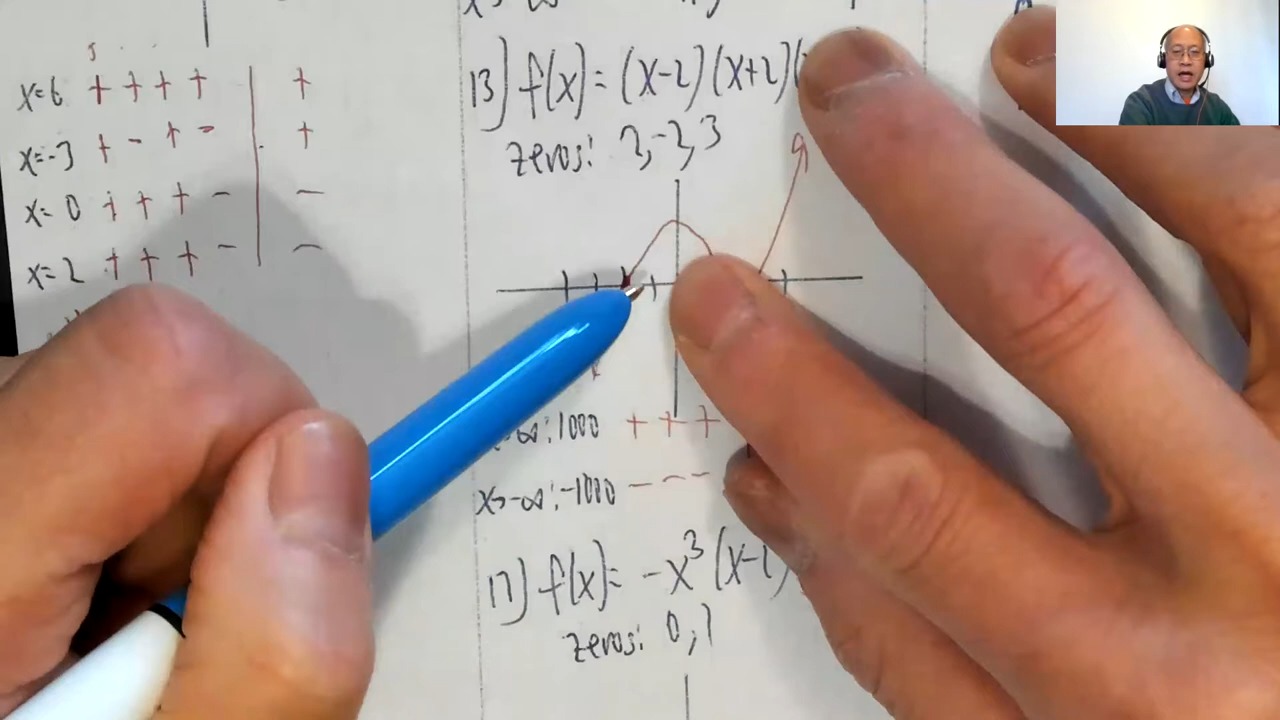 x=6 + + + + | +
x=-3 + - + - | +
x=0 + + + - | -
x=2 + + + - | -
13) f(x) = (x-2)(x+2)(
zeros: 2,-2,3
∞: 1000 + + +
x→-∞: -1000 - - -
17) f(x) = -x³(x-1)
zeros: 0,1